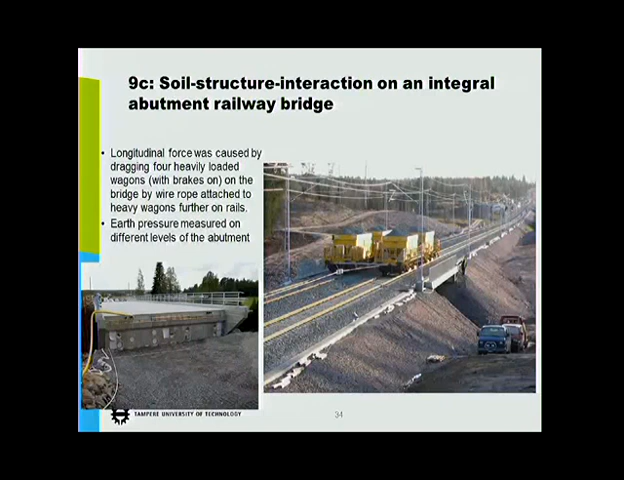 9c: Soil-structure-interaction on an integral
abutment railway bridge
• Longitudinal force was caused by
dragging four heavily loaded
wagons (with brakes on) on the
bridge by wire rope attached to
heavy wagons further on rails.
• Earth pressure measured on
different levels of the abutment
TAMPERE UNIVERSITY OF TECHNOLOGY
34